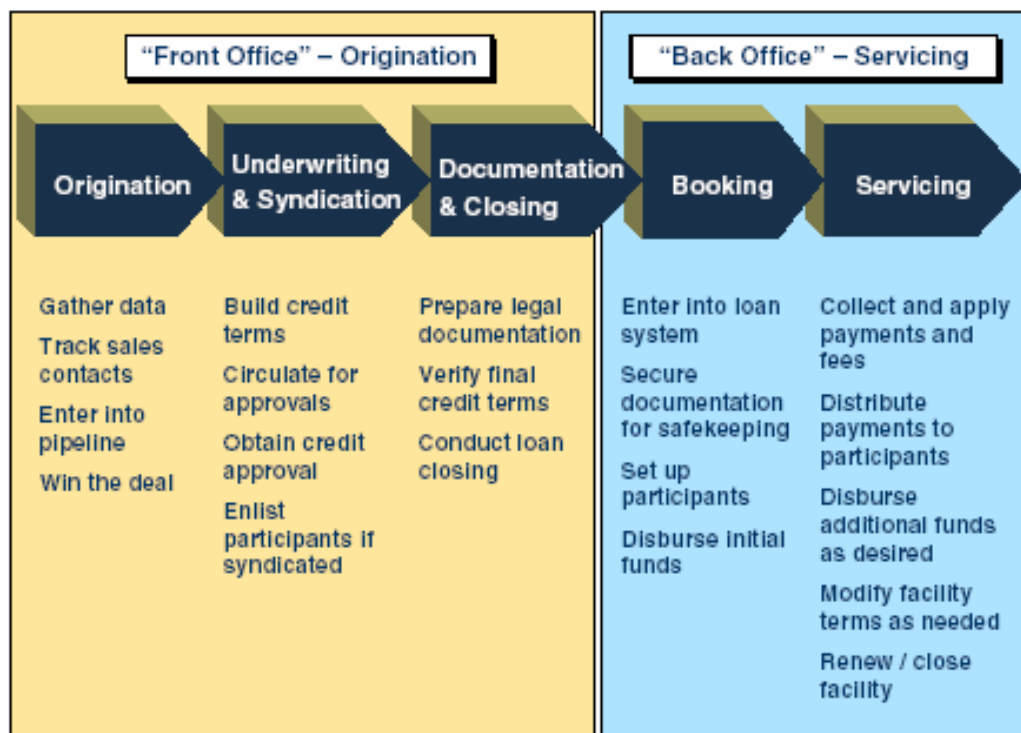 “Front Office” – Origination
“Back Office” – Servicing
Origination
Underwriting
& Syndication
Documentation
& Closing
Booking
Servicing
Gather data
Track sales
contacts
Enter into
pipeline
Win the deal
Build credit
terms
Circulate for
approvals
Obtain credit
approval
Enlist
participants if
syndicated
Prepare legal
documentation
Verify final
credit terms
Conduct loan
closing
Enter into loan
system
Secure
documentation
for safekeeping
Set up
participants
Disburse initial
funds
Collect and apply
payments and
fees
Distribute
payments to
participants
Disburse
additional funds
as desired
Modify facility
terms as needed
Renew / close
facility